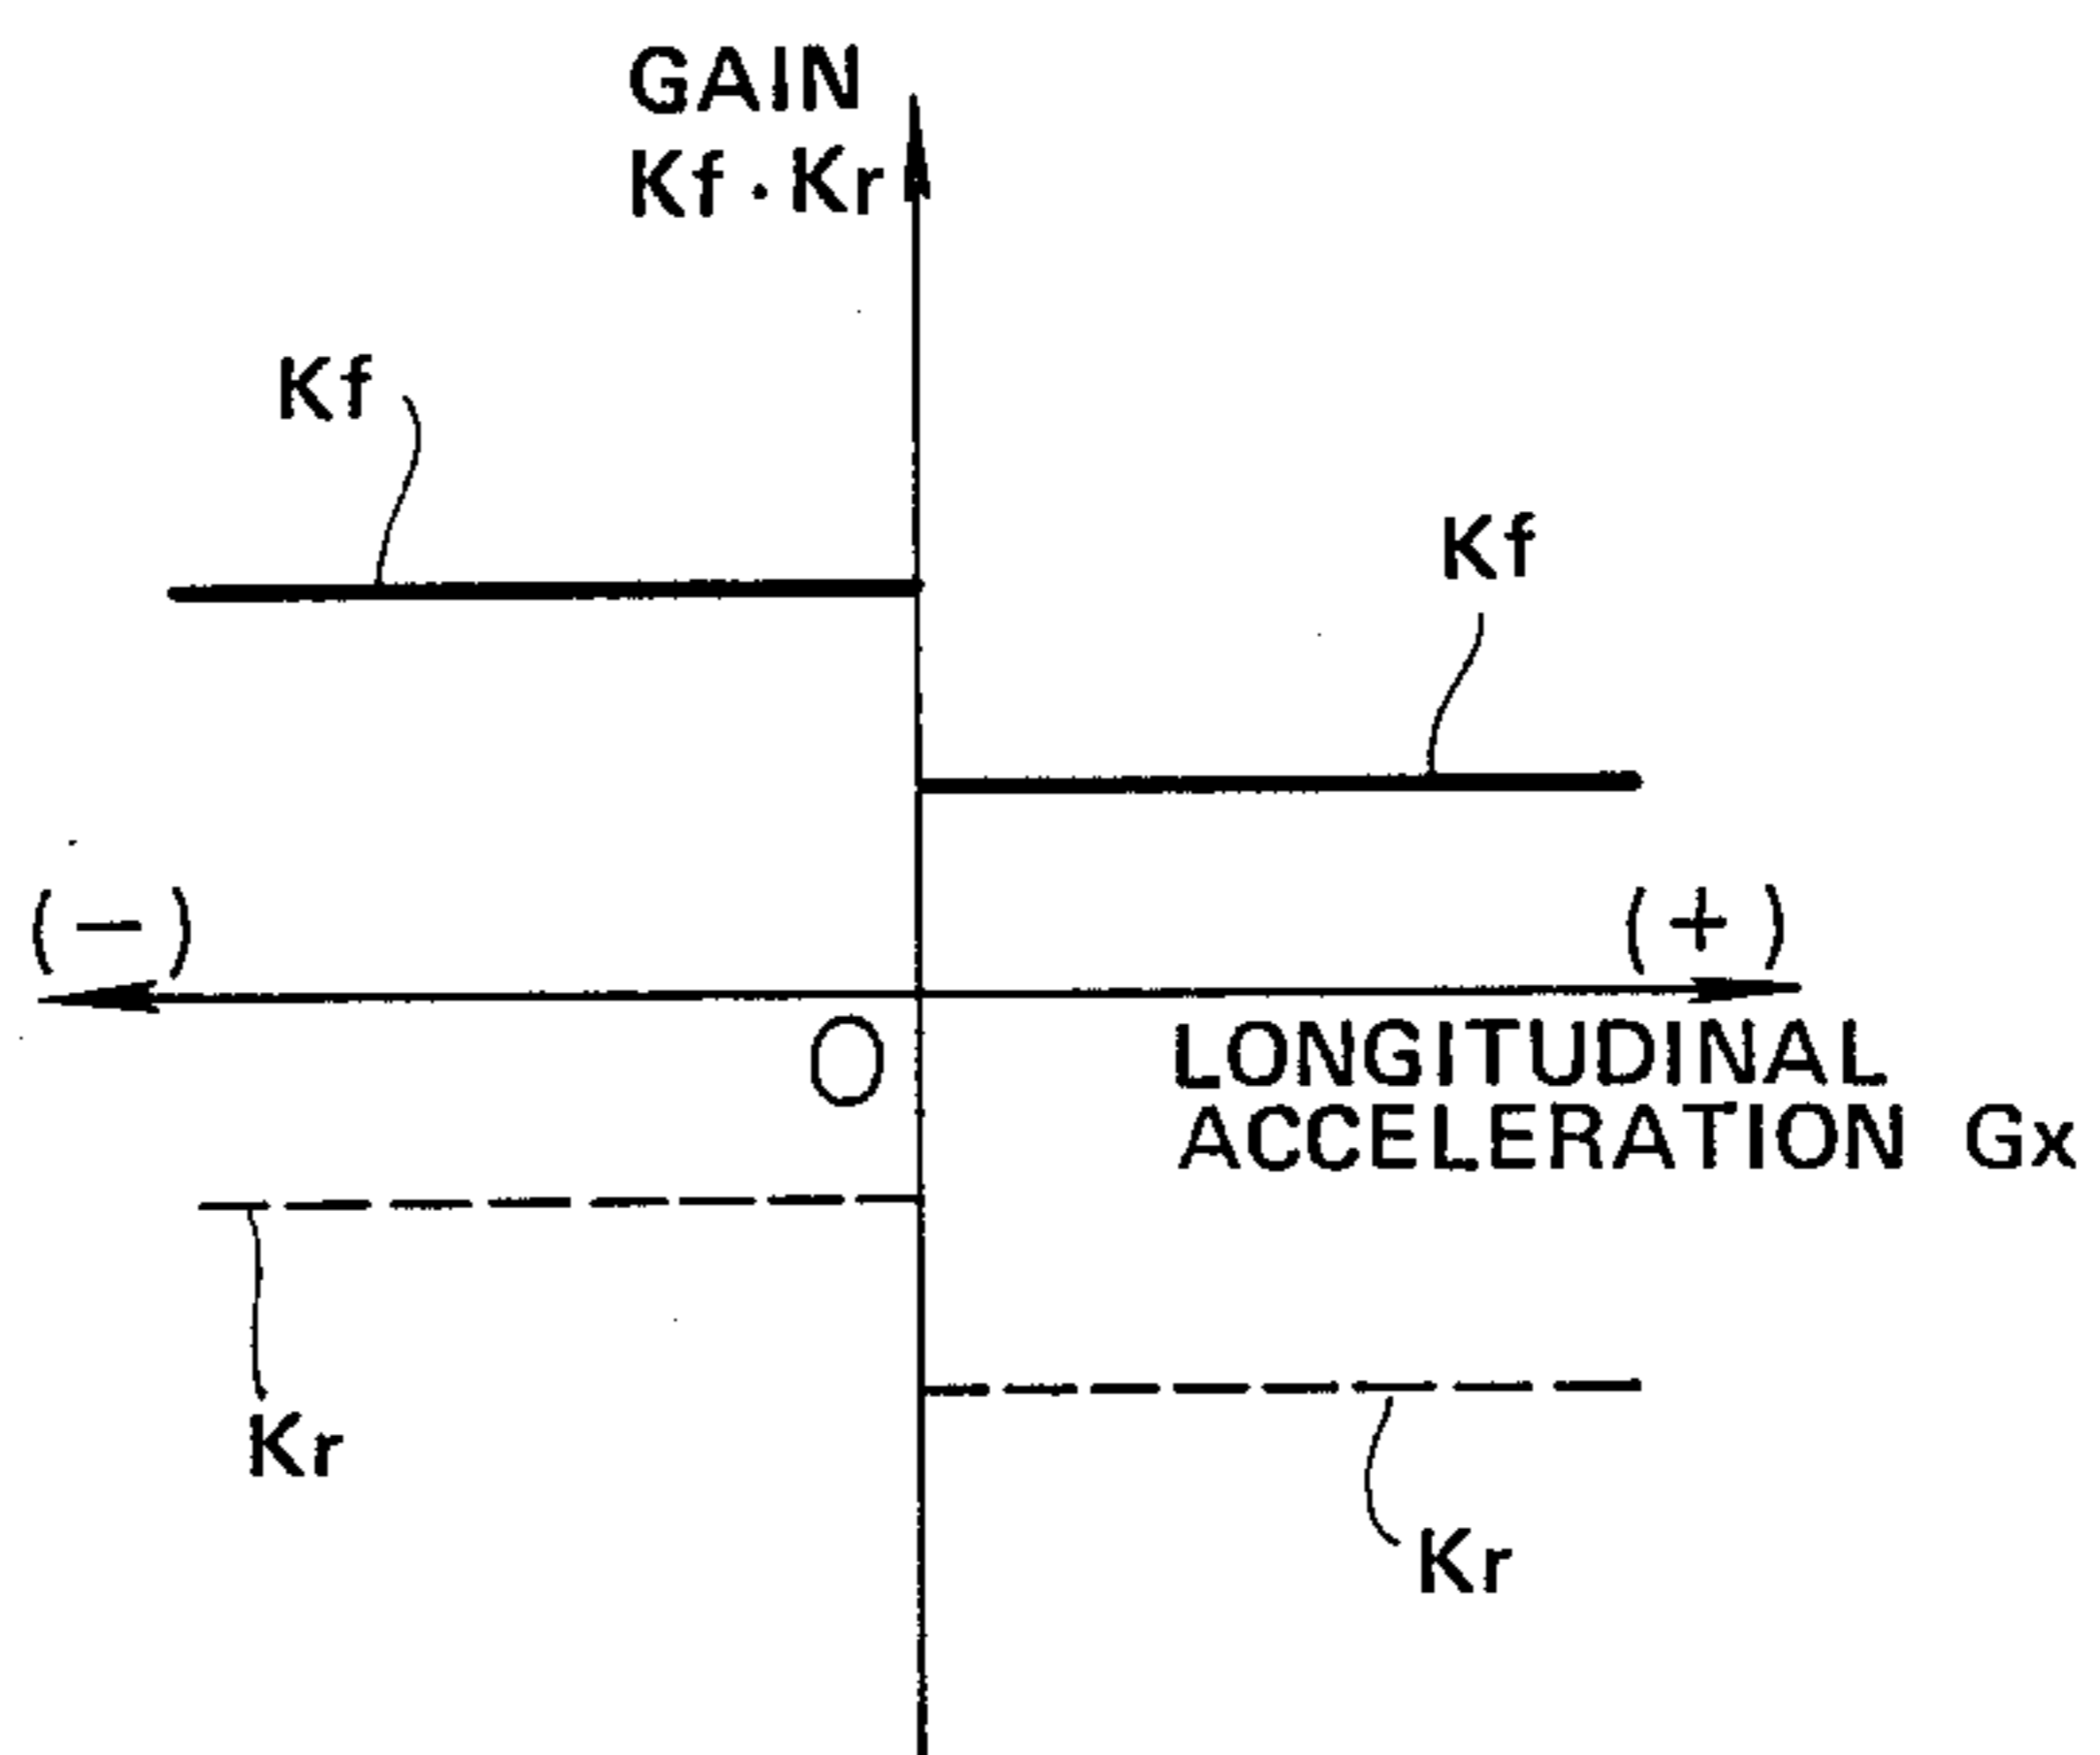 GAIN
Kf·Kr
Kf
Kf
(−)
(+)
O
LONGITUDINAL
ACCELERATION Gx
Kr
Kr